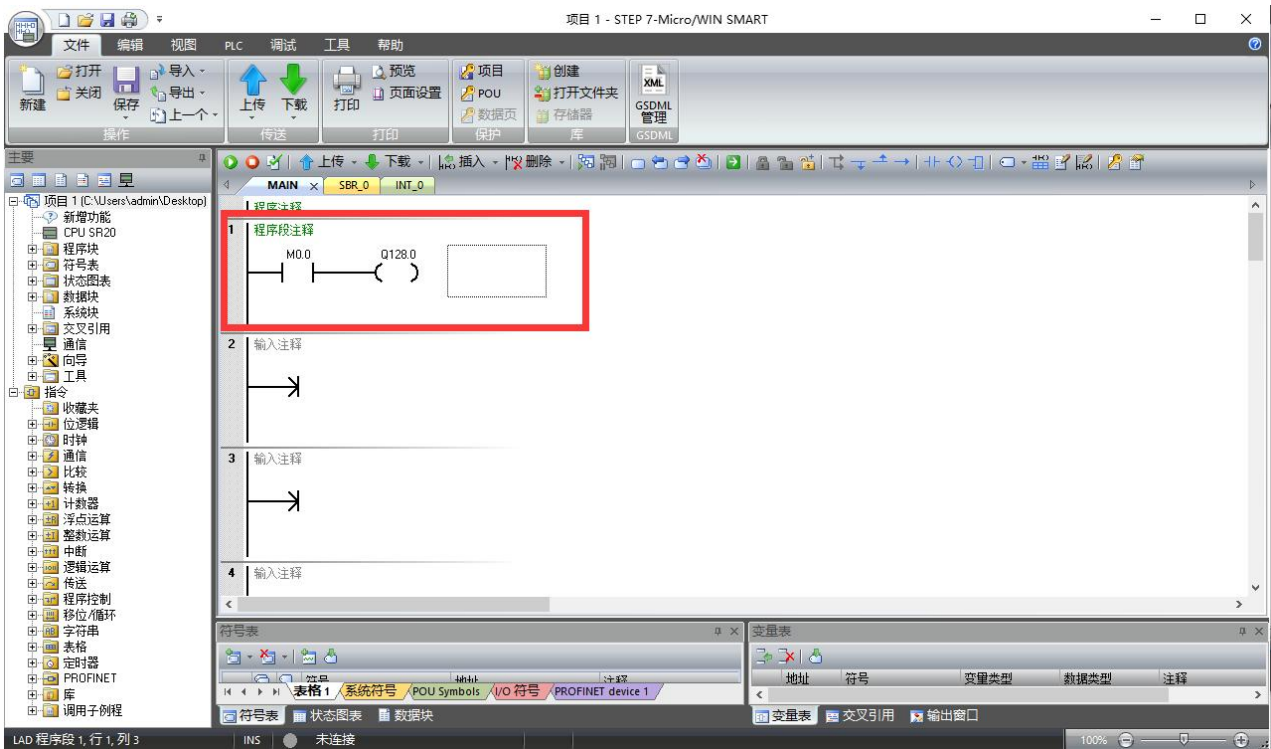 项目 1 - STEP 7-Micro/WIN SMART
文件 编辑 视图 PLC 调试 工具 帮助
新建 打开 关闭 保存 导入 导出 上一个
上传 下载 打印 预览 页面设置
项目 POU 数据页
创建 打开文件夹 存储器
XML GSDML 管理
操作 传送 打印 保护 库 GSDML
主要
上传 下载 插入 删除
MAIN SBR_0 INT_0
项目 1 (C:\Users\admin\Desktop)
新增功能
CPU SR20
程序块
符号表
状态图表
数据块
系统块
交叉引用
通信
向导
工具
指令
收藏夹
位逻辑
时钟
通信
比较
转换
计数器
浮点运算
整数运算
中断
逻辑运算
传送
程序控制
移位/循环
字符串
表格
定时器
PROFINET
库
调用子例程
程序注释
1 程序段注释
M0.0 Q128.0
2 输入注释
3 输入注释
4 输入注释
符号表
符号 地址 注释
表格 1 系统符号 POU Symbols I/O 符号 PROFINET device 1
符号表 状态图表 数据块
变量表
地址 符号 变量类型 数据类型 注释
变量表 交叉引用 输出窗口
LAD 程序段 1, 行 1, 列 3 INS 未连接 100%